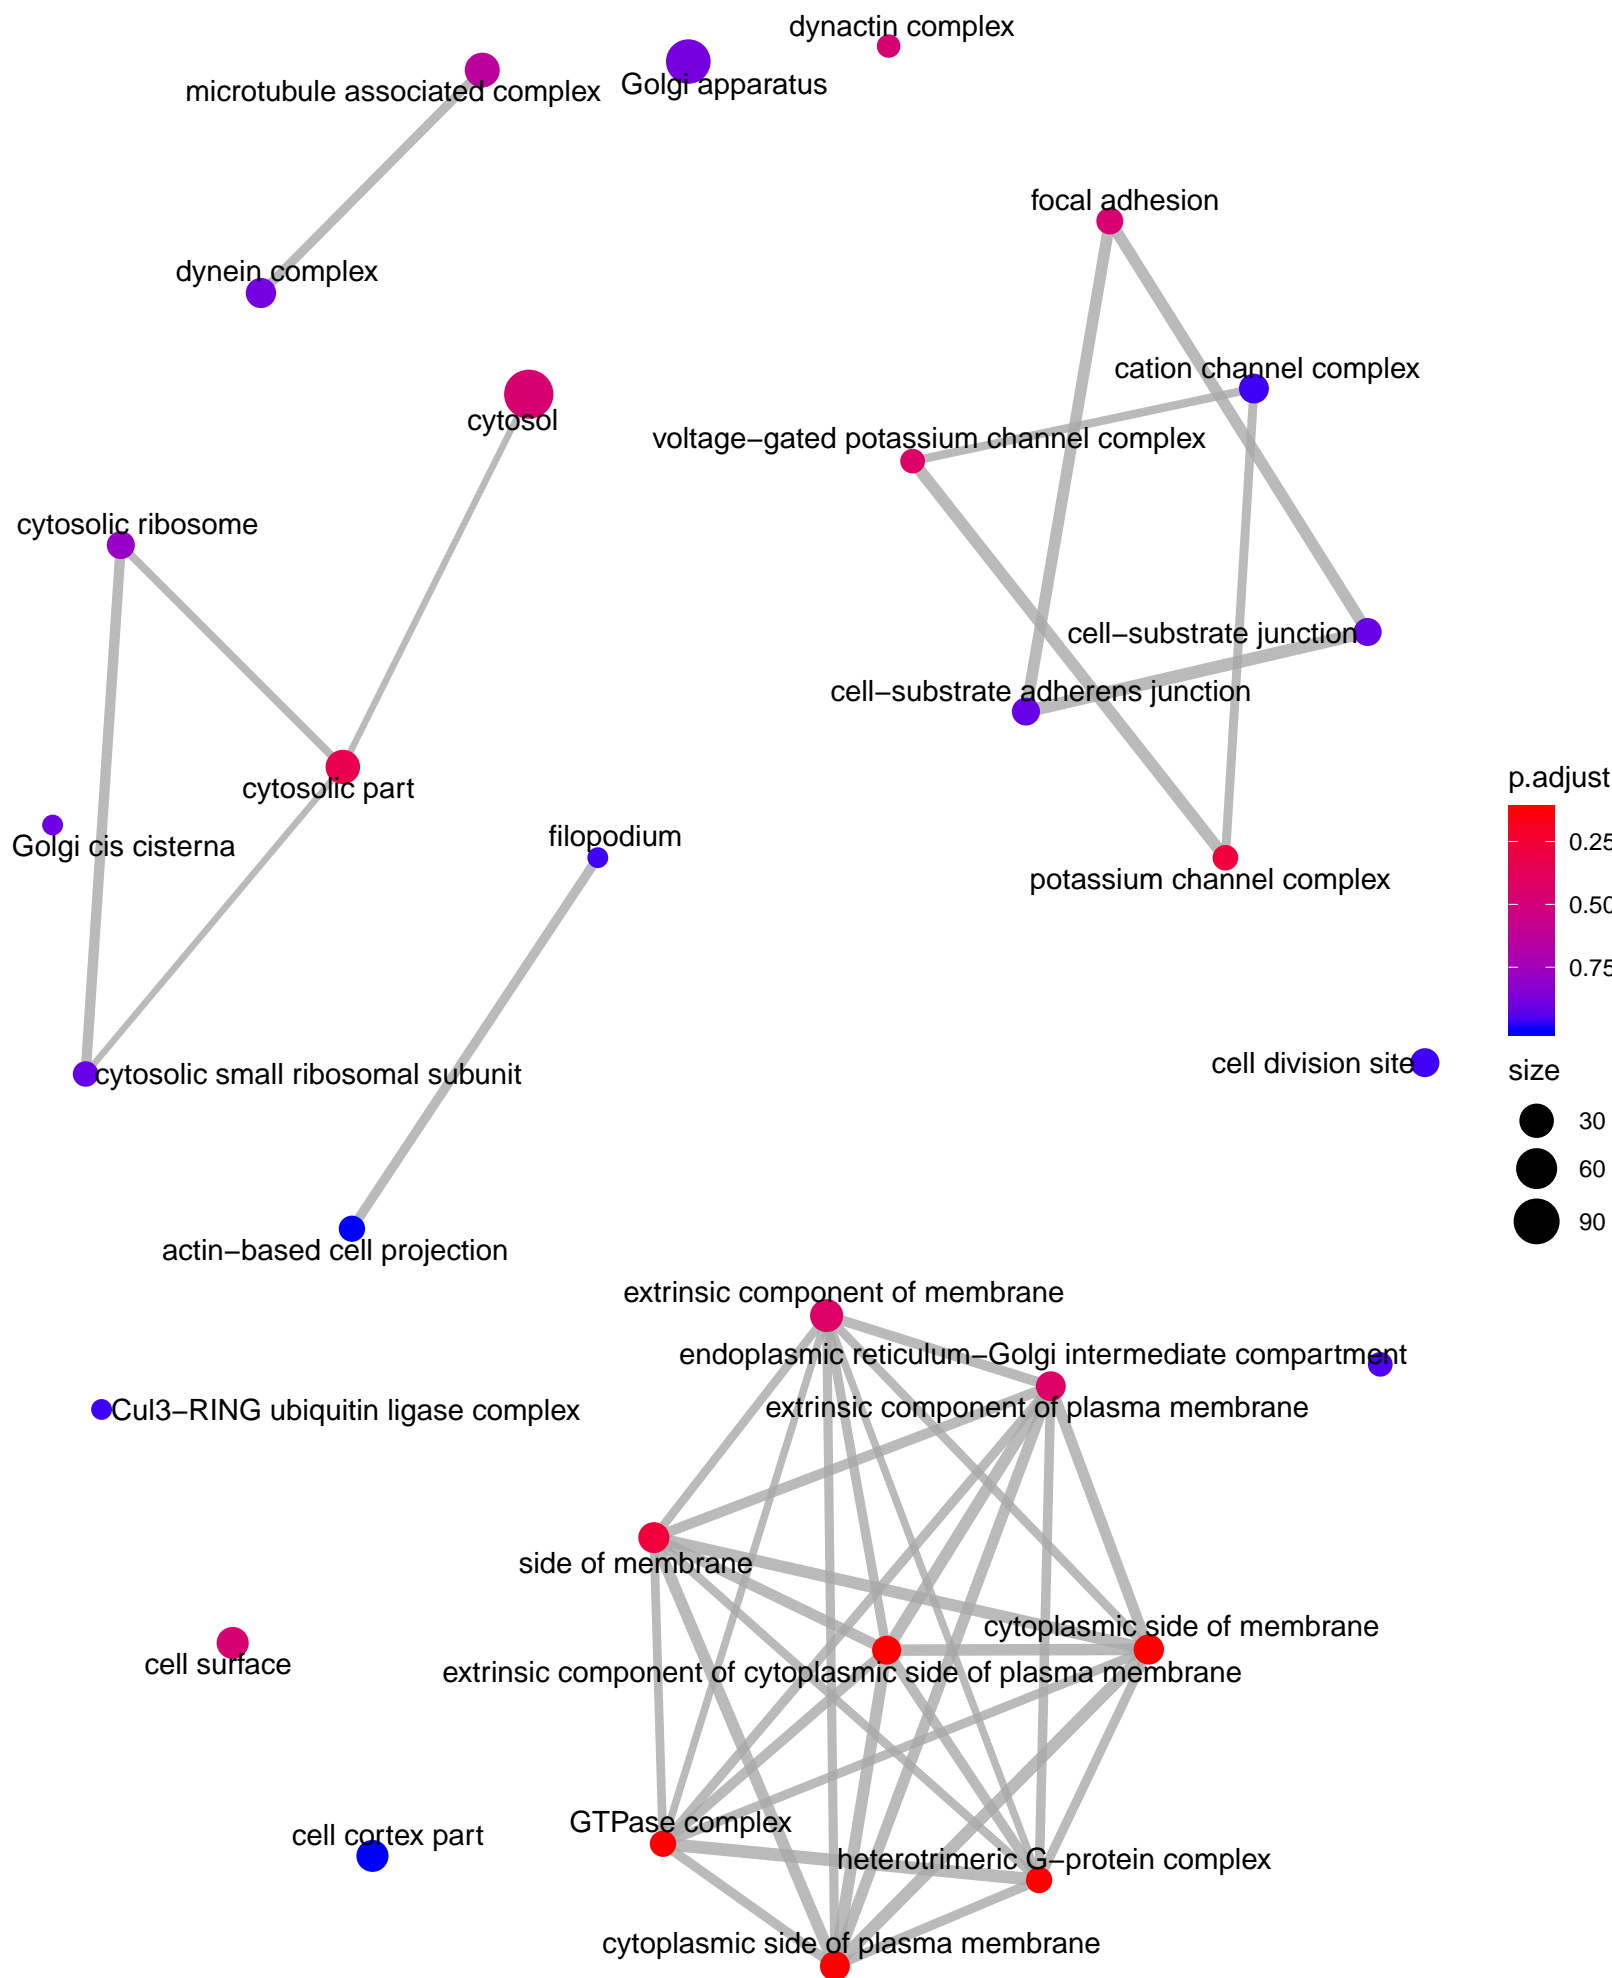 dynactin complex
microtubule associated complex
Golgi apparatus
focal adhesion
dynein complex
cation channel complex
cytosol
voltage−gated potassium channel complex
cytosolic ribosome
cell−substrate junction
cell−substrate adherens junction
p.adjust
cytosolic part
0.25
0.50
0.75
Golgi cis cisterna
filopodium
potassium channel complex
cell division site
size
30
60
90
cytosolic small ribosomal subunit
actin−based cell projection
extrinsic component of membrane
endoplasmic reticulum−Golgi intermediate compartment
Cul3−RING ubiquitin ligase complex
extrinsic component of plasma membrane
side of membrane
cytoplasmic side of membrane
cell surface
extrinsic component of cytoplasmic side of plasma membrane
GTPase complex
cell cortex part
heterotrimeric G−protein complex
cytoplasmic side of plasma membrane